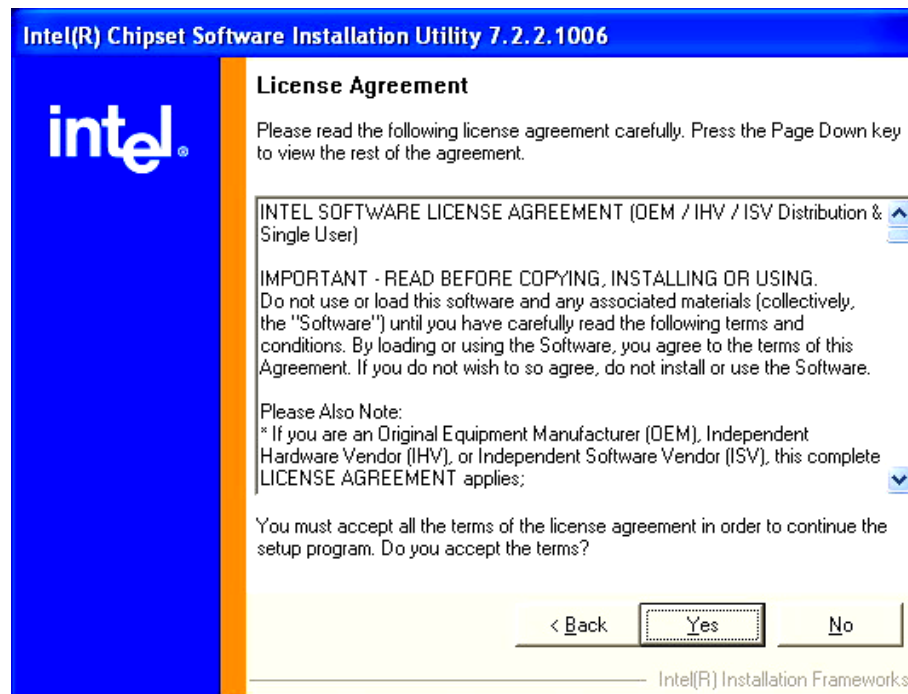 Intel(R) Chipset Software Installation Utility 7.2.2.1006
intel®
License Agreement
Please read the following license agreement carefully. Press the Page Down key
to view the rest of the agreement.
INTEL SOFTWARE LICENSE AGREEMENT (OEM / IHV / ISV Distribution &
Single User)
IMPORTANT - READ BEFORE COPYING, INSTALLING OR USING.
Do not use or load this software and any associated materials (collectively,
the "Software") until you have carefully read the following terms and
conditions. By loading or using the Software, you agree to the terms of this
Agreement. If you do not wish to so agree, do not install or use the Software.
Please Also Note:
* If you are an Original Equipment Manufacturer (OEM), Independent
Hardware Vendor (IHV), or Independent Software Vendor (ISV), this complete
LICENSE AGREEMENT applies;
You must accept all the terms of the license agreement in order to continue the
setup program. Do you accept the terms?
< Back Yes No
Intel(R) Installation Frameworks